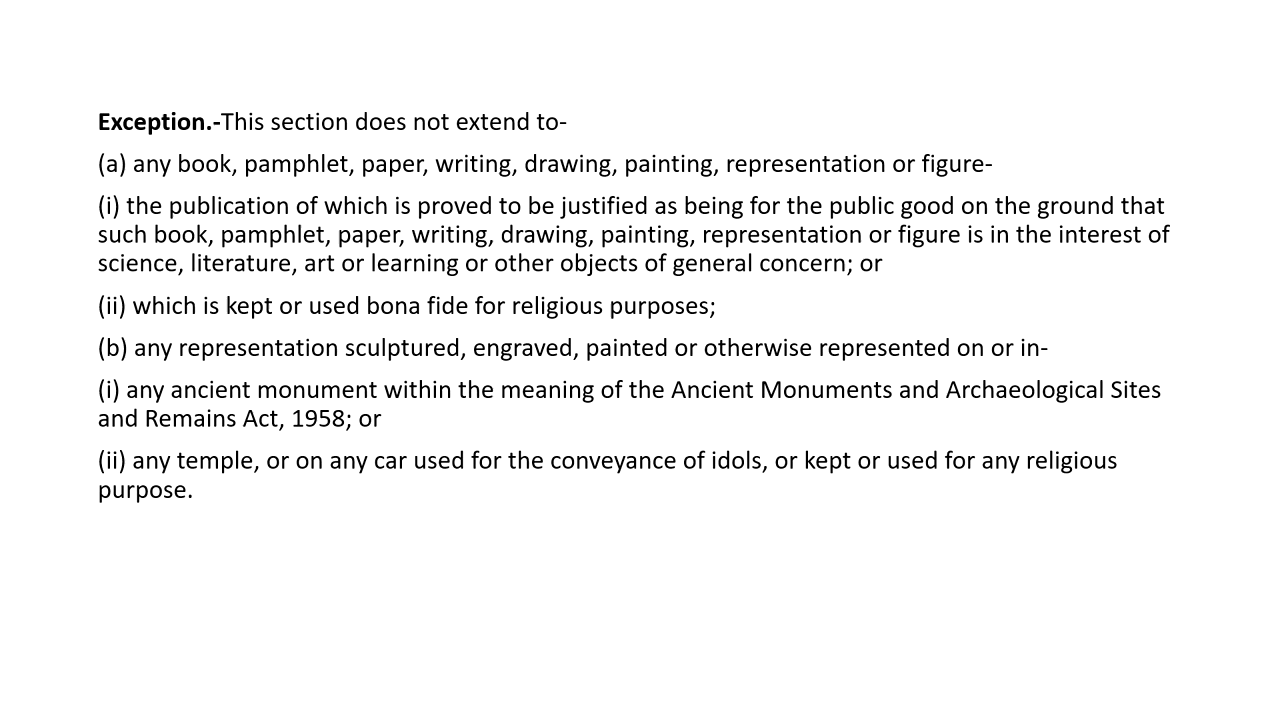 Exception.-This section does not extend to-
(a) any book, pamphlet, paper, writing, drawing, painting, representation or figure-
(i) the publication of which is proved to be justified as being for the public good on the ground that
such book, pamphlet, paper, writing, drawing, painting, representation or figure is in the interest of
science, literature, art or learning or other objects of general concern; or
(ii) which is kept or used bona fide for religious purposes;
(b) any representation sculptured, engraved, painted or otherwise represented on or in-
(i) any ancient monument within the meaning of the Ancient Monuments and Archaeological Sites
and Remains Act, 1958; or
(ii) any temple, or on any car used for the conveyance of idols, or kept or used for any religious
purpose.